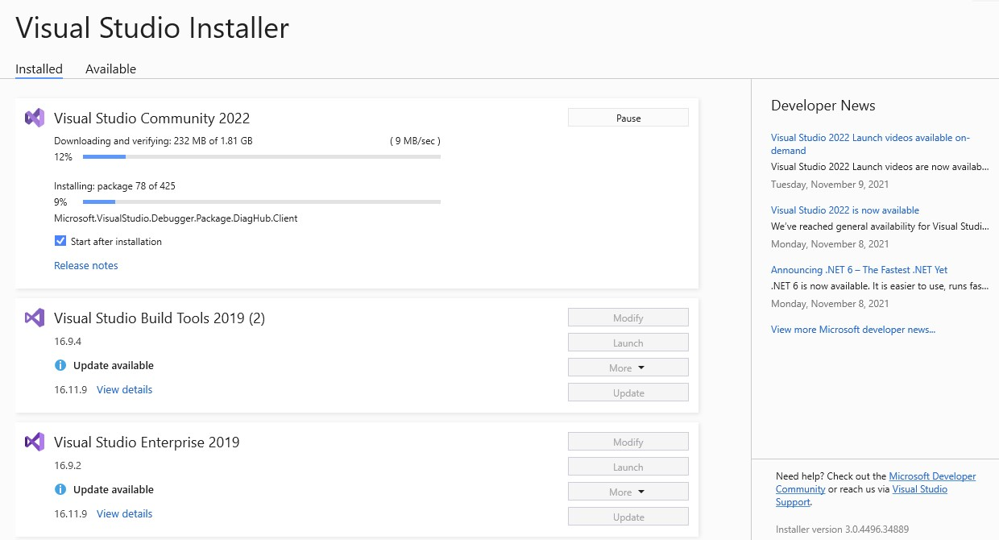 Visual Studio Installer
Installed
Available
Visual Studio Community 2022
Pause
Downloading and verifying: 232 MB of 1.81 GB
( 9 MB/sec )
12%
Installing: package 78 of 425
9%
Microsoft.VisualStudio.Debugger.Package.DiagHub.Client
Start after installation
Release notes
Visual Studio Build Tools 2019 (2)
16.9.4
Update available
16.11.9 View details
Modify
Launch
More
Update
Visual Studio Enterprise 2019
16.9.2
Update available
16.11.9 View details
Modify
Launch
More
Update
Developer News
Visual Studio 2022 Launch videos available on-
demand
Visual Studio 2022 Launch videos are now availab...
Tuesday, November 9, 2021
Visual Studio 2022 is now available
We've reached general availability for Visual Studi...
Monday, November 8, 2021
Announcing .NET 6 – The Fastest .NET Yet
.NET 6 is now available. It is easier to use, runs fas...
Monday, November 8, 2021
View more Microsoft developer news...
Need help? Check out the Microsoft Developer
Community or reach us via Visual Studio
Support.
Installer version 3.0.4496.34889